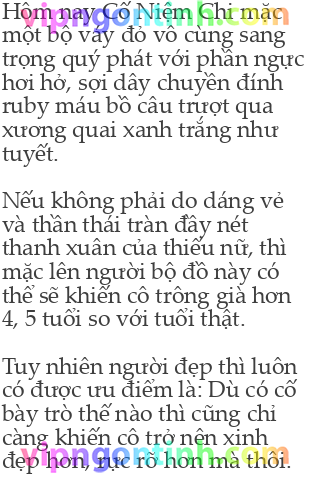 Hôm nay Cố Niệm Chi mặc
một bộ váy đỏ vô cùng sang
trọng quý phát với phần ngực
hơi hở, sợi dây chuyền đính
ruby máu bồ câu trượt qua
xương quai xanh trắng như
tuyết.
Nếu không phải do dáng vẻ
và thần thái tràn đầy nét
thanh xuân của thiếu nữ, thì
mặc lên người bộ đồ này có
thể sẽ khiến cô trông già hơn
4, 5 tuổi so với tuổi thật.
Tuy nhiên người đẹp thì luôn
có được ưu điểm là: Dù có cố
bày trò thế nào thì cũng chỉ
càng khiến cô trở nên xinh
đẹp hơn, rực rỡ hơn mà thôi.
vipngontinh.com
vipngontinh.com